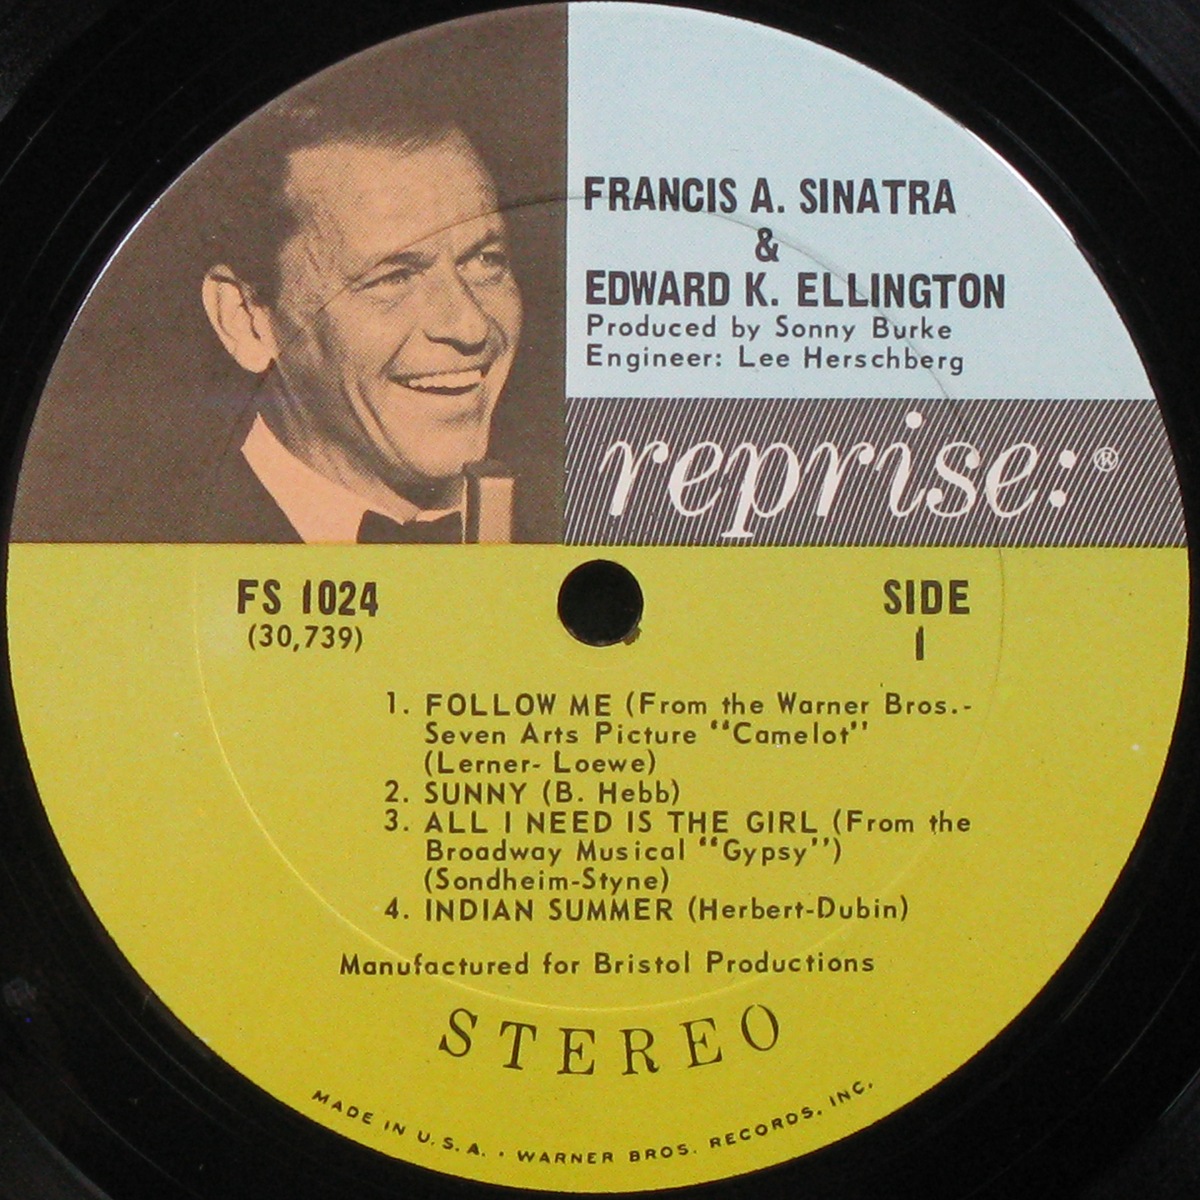 FRANCIS A. SINATRA
&
EDWARD K. ELLINGTON
Produced by Sonny Burke
Engineer: Lee Herschberg
reprise:®
FS 1024
(30,739)
SIDE
1
1. FOLLOW ME (From the Warner Bros.-
Seven Arts Picture "Camelot"
(Lerner- Loewe)
2. SUNNY (B. Hebb)
3. ALL I NEED IS THE GIRL (From the
Broadway Musical "Gypsy")
(Sondheim-Styne)
4. INDIAN SUMMER (Herbert-Dubin)
Manufactured for Bristol Productions
STEREO
MADE IN U.S.A. · WARNER BROS. RECORDS, INC.